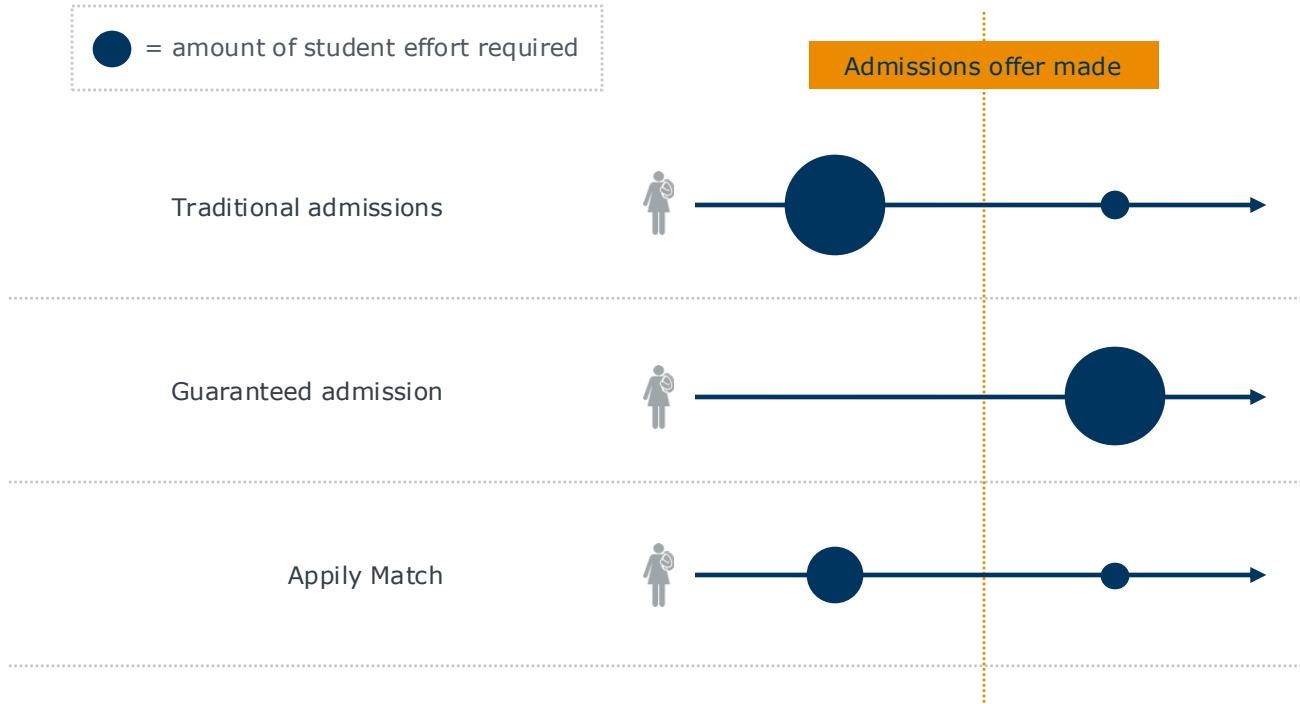 = amount of student effort required
Admissions offer made
Traditional admissions
Guaranteed admission
Appily Match